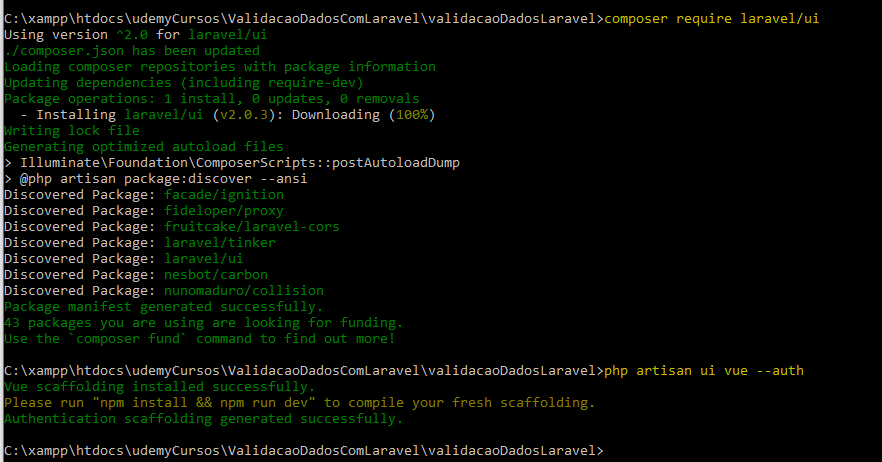 C:\xampp\htdocs\udemyCursos\ValidacaoDadosComLaravel\validacaoDadosLaravel>composer require laravel/ui
Using version ^2.0 for laravel/ui
./composer.json has been updated
Loading composer repositories with package information
Updating dependencies (including require-dev)
Package operations: 1 install, 0 updates, 0 removals
  - Installing laravel/ui (v2.0.3): Downloading (100%)
Writing lock file
Generating optimized autoload files
> Illuminate\Foundation\ComposerScripts::postAutoloadDump
> @php artisan package:discover --ansi
Discovered Package: facade/ignition
Discovered Package: fideloper/proxy
Discovered Package: fruitcake/laravel-cors
Discovered Package: laravel/tinker
Discovered Package: laravel/ui
Discovered Package: nesbot/carbon
Discovered Package: nunomaduro/collision
Package manifest generated successfully.
43 packages you are using are looking for funding.
Use the `composer fund` command to find out more!
C:\xampp\htdocs\udemyCursos\ValidacaoDadosComLaravel\validacaoDadosLaravel>php artisan ui vue --auth
Vue scaffolding installed successfully.
Please run "npm install && npm run dev" to compile your fresh scaffolding.
Authentication scaffolding generated successfully.
C:\xampp\htdocs\udemyCursos\ValidacaoDadosComLaravel\validacaoDadosLaravel>